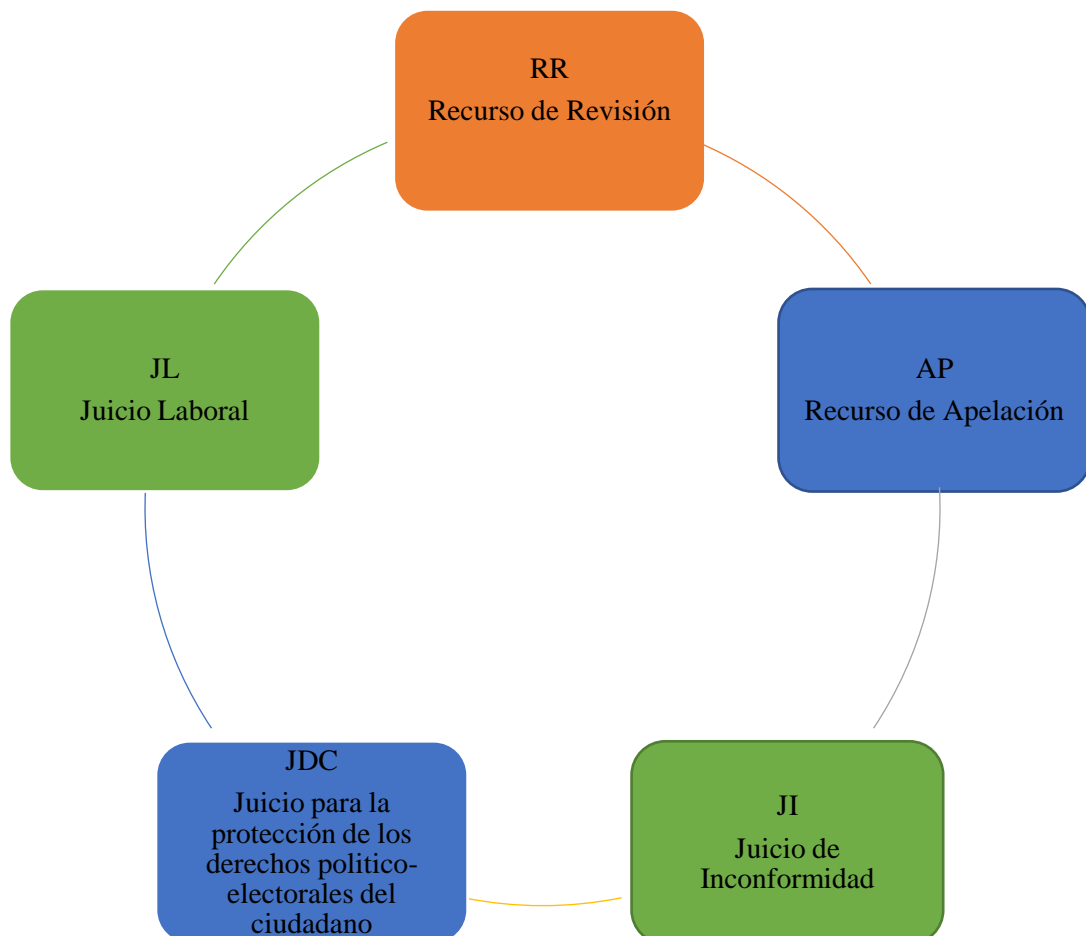 RR
Recurso de Revisión
JL
Juicio Laboral
AP
Recurso de Apelación
JDC
Juicio para la
protección de los
derechos politico-
electorales del
ciudadano
JI
Juicio de
Inconformidad